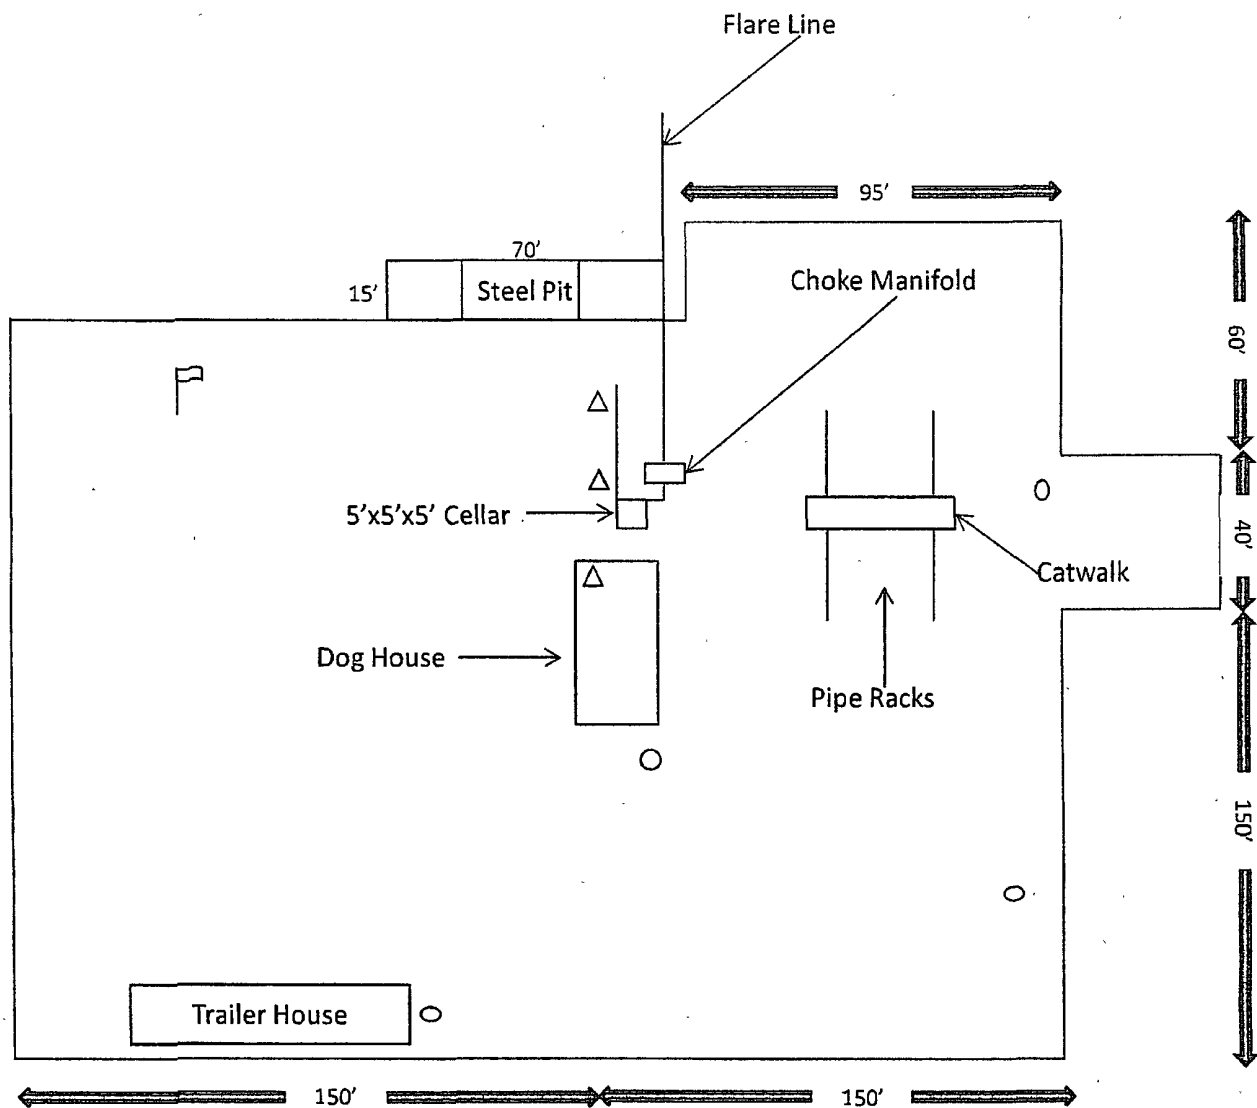 Flare Line
95'
70'
15'
Steel Pit
Choke Manifold
60'
5'x5'x5' Cellar
40'
Catwalk
Dog House
Pipe Racks
150'
Trailer House
150'
150'